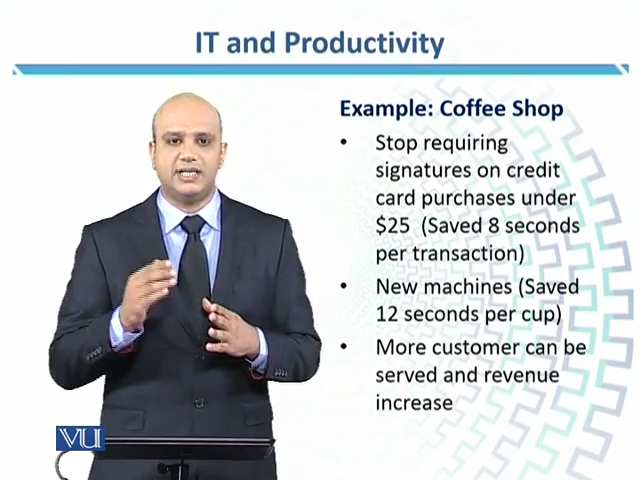 IT and Productivity
Example: Coffee Shop
• Stop requiring
signatures on credit
card purchases under
$25 (Saved 8 seconds
per transaction)
• New machines (Saved
12 seconds per cup)
• More customer can be
served and revenue
increase
VU